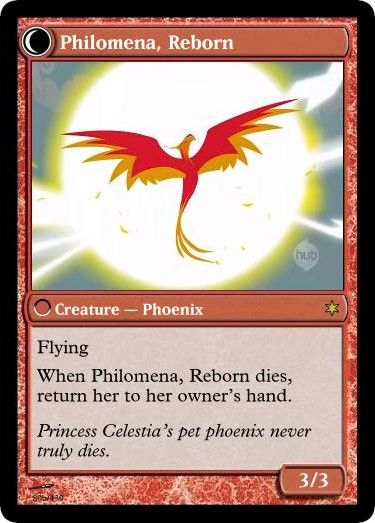 Philomena, Reborn
hub
Creature — Phoenix
Flying
When Philomena, Reborn dies,
return her to her owner's hand.
Princess Celestia's pet phoenix never
truly dies.
3/3